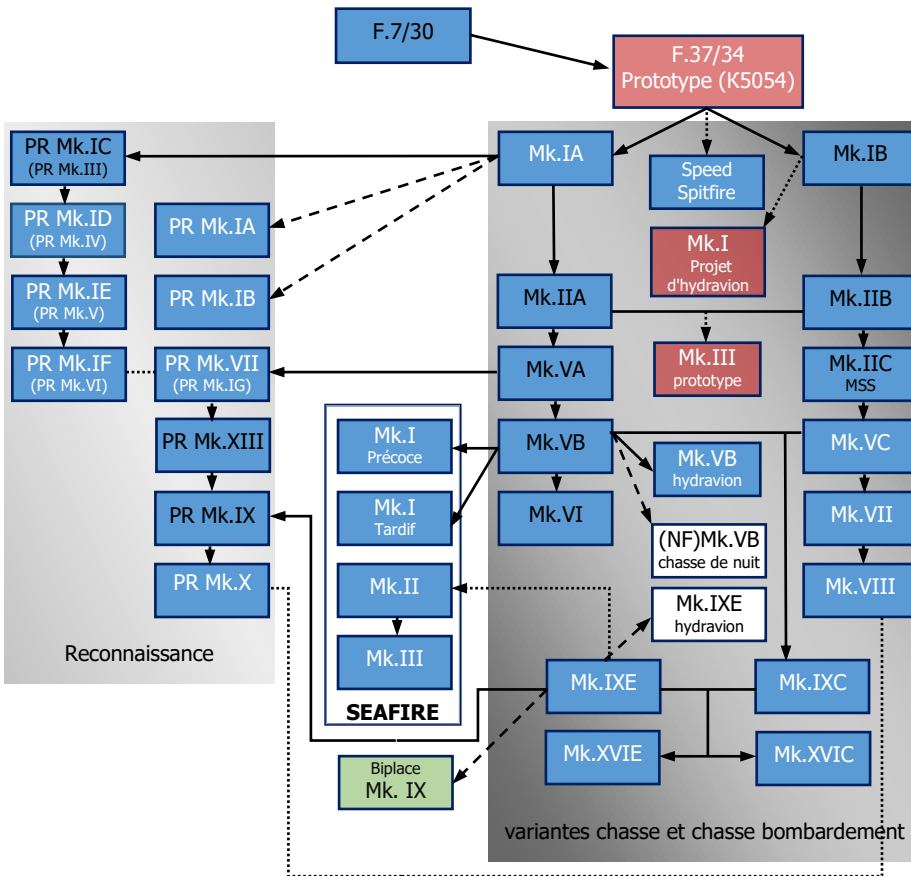 F.7/30
F.37/34
Prototype (K5054)
PR Mk.IC
(PR Mk.III)
Mk.IA
Speed
Spitfire
Mk.IB
PR Mk.ID
(PR Mk.IV)
PR Mk.IA
Mk.I
Projet
d'hydravion
PR Mk.IE
(PR Mk.V)
PR Mk.IB
Mk.IIA
Mk.IIB
PR Mk.IF
(PR Mk.VI)
PR Mk.VII
(PR Mk.IG)
Mk.VA
Mk.III
prototype
Mk.IIC
MSS
PR Mk.XIII
Mk.I
Précoce
Mk.VB
Mk.VB
hydravion
Mk.VC
PR Mk.IX
Mk.I
Tardif
Mk.VI
(NF)Mk.VB
chasse de nuit
Mk.VII
PR Mk.X
Mk.II
Mk.IXE
hydravion
Mk.VIII
Reconnaissance
Mk.III
SEAFIRE
Mk.IXE
Mk.IXC
Biplace
Mk. IX
Mk.XVIE
Mk.XVIC
variantes chasse et chasse bombardement